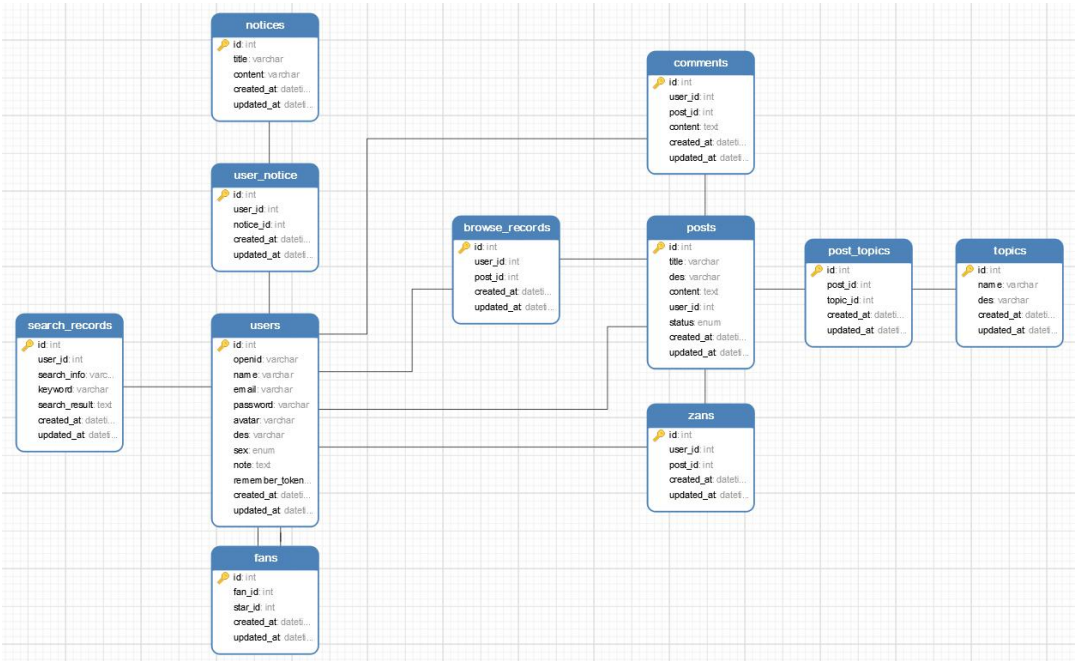 notices
id: int
title: varchar
content: varchar
created_at: dateti...
updated_at: dateti...
user_notice
id: int
user_id: int
notice_id: int
created_at: dateti...
updated_at: dateti...
search_records
id: int
user_id: int
search_info: varc...
keyword: varchar
search_result: text
created_at: dateti...
updated_at: dateti...
users
id: int
openid: varchar
name: varchar
email: varchar
password: varchar
avatar: varchar
des: varchar
sex: enum
note: text
remember_token...
created_at: dateti...
updated_at: dateti...
fans
id: int
fan_id: int
star_id: int
created_at: dateti...
updated_at: dateti...
browse_records
id: int
user_id: int
post_id: int
created_at: dateti...
updated_at: dateti...
comments
id: int
user_id: int
post_id: int
content: text
created_at: dateti...
updated_at: dateti...
posts
id: int
title: varchar
des: varchar
content: text
user_id: int
status: enum
created_at: dateti...
updated_at: dateti...
zans
id: int
user_id: int
post_id: int
created_at: dateti...
updated_at: dateti...
post_topics
id: int
post_id: int
topic_id: int
created_at: dateti...
updated_at: dateti...
topics
id: int
name: varchar
des: varchar
created_at: dateti...
updated_at: dateti...